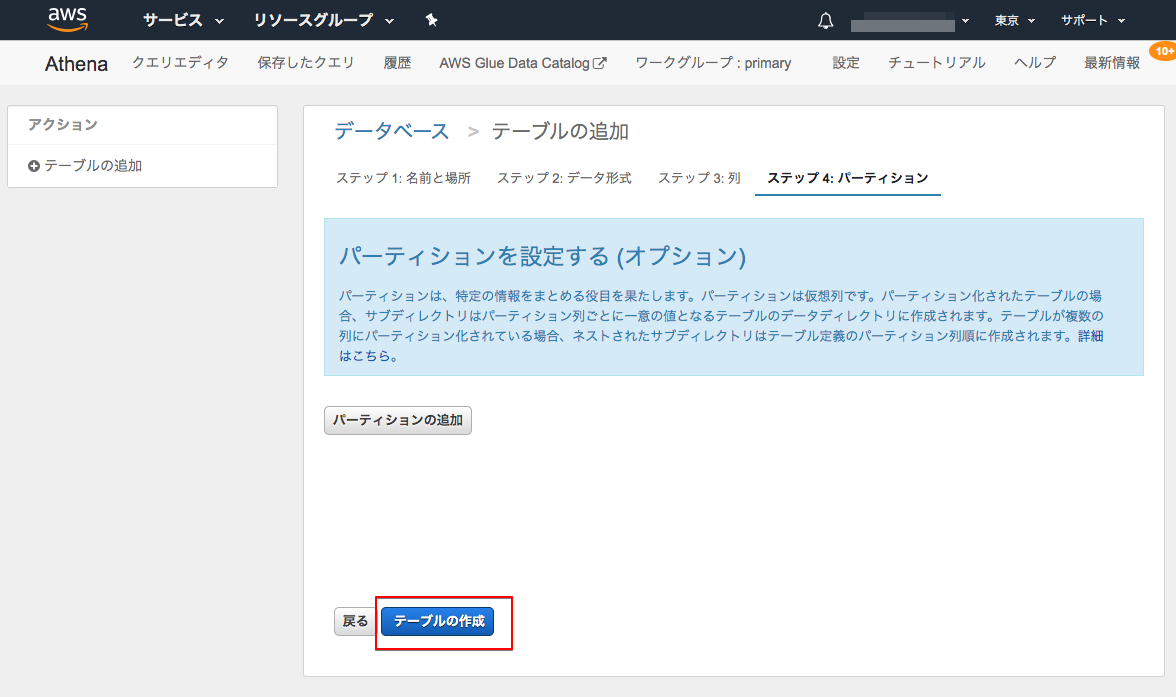 aws サービス リソースグループ 東京 サポート
Athena クエリエディタ 保存したクエリ 履歴 AWS Glue Data Catalog ワークグループ : primary 設定 チュートリアル ヘルプ 最新情報 10+
アクション
テーブルの追加
データベース > テーブルの追加
ステップ 1: 名前と場所 ステップ 2: データ形式 ステップ 3: 列 ステップ 4: パーティション
パーティションを設定する (オプション)
パーティションは、特定の情報をまとめる役目を果たします。パーティションは仮想列です。パーティション化されたテーブルの場
合、サブディレクトリはパーティション列ごとに一意の値となるテーブルのデータディレクトリに作成されます。テーブルが複数の
列にパーティション化されている場合、ネストされたサブディレクトリはテーブル定義のパーティション列順に作成されます。詳細
はこちら。
パーティションの追加
戻る テーブルの作成